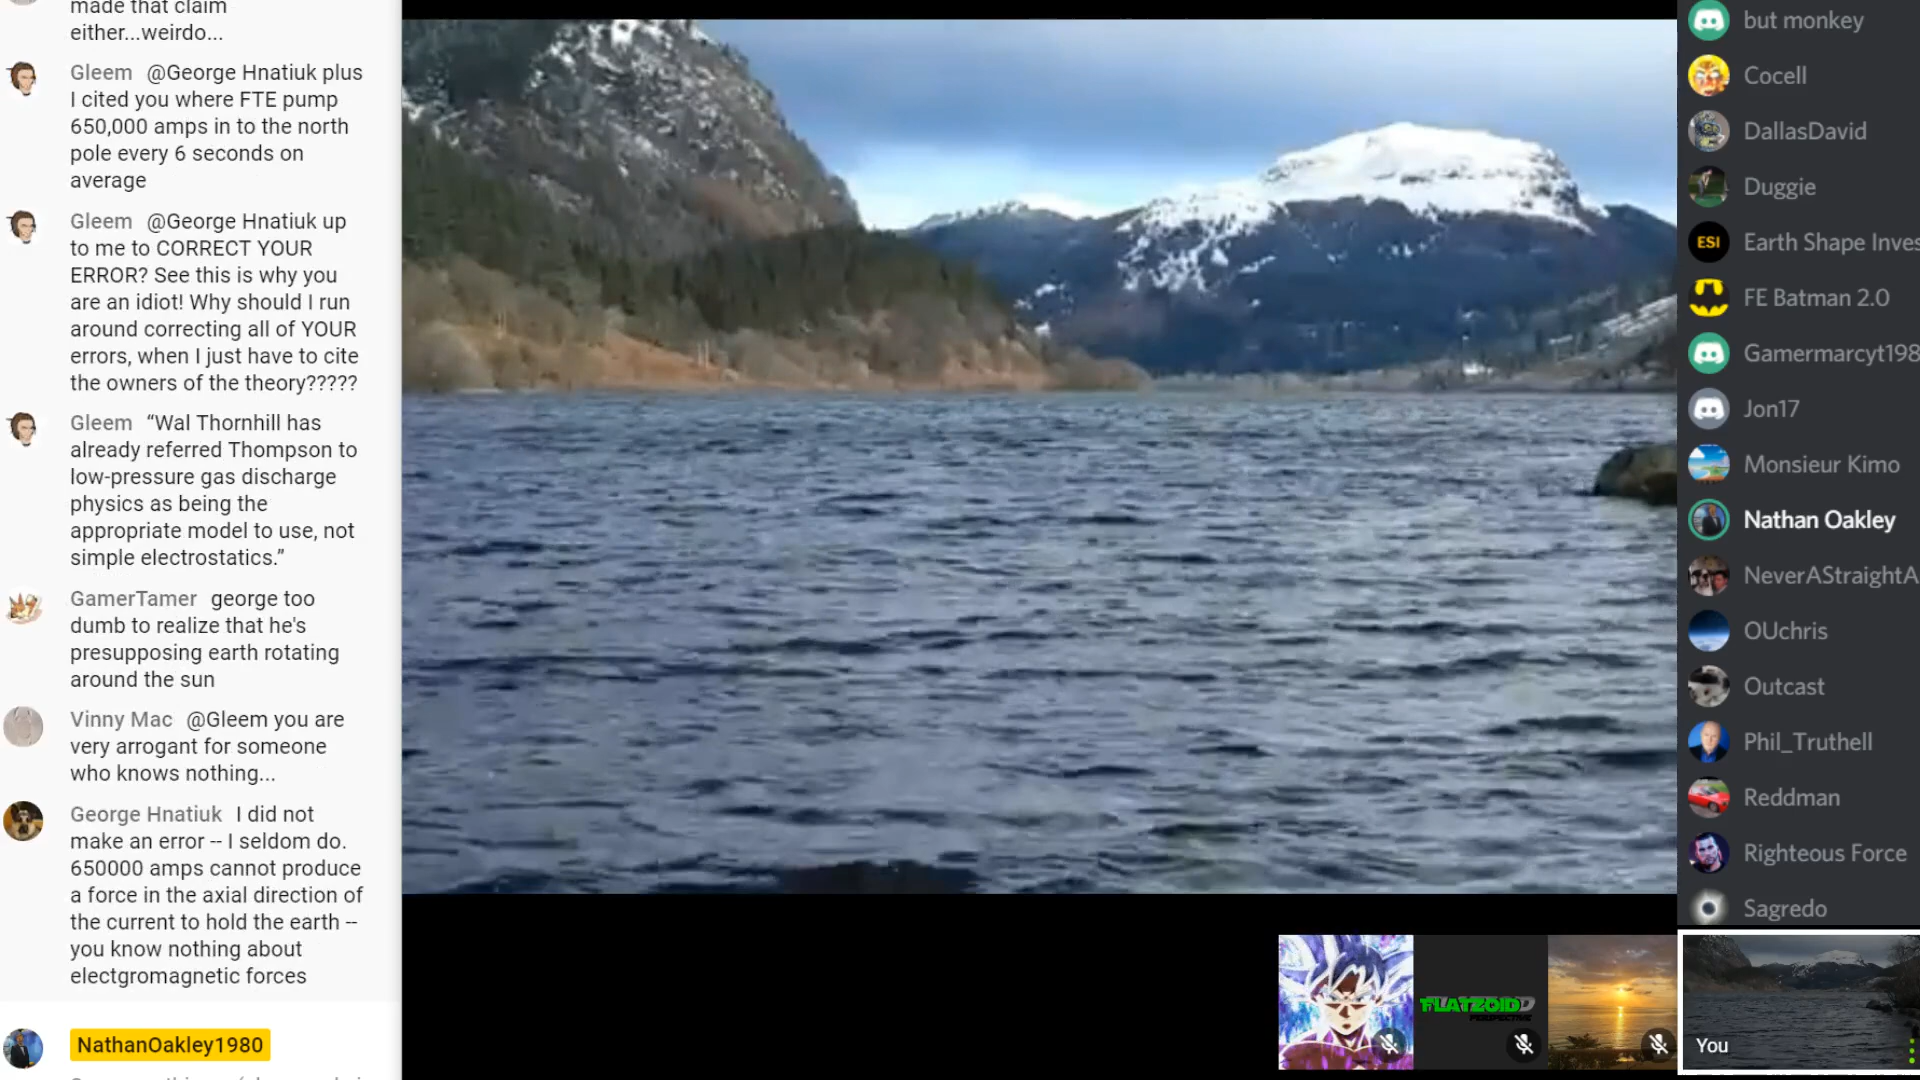 made that claim
either...weirdo...
Gleem @George Hnatiuk plus
I cited you where FTE pump
650,000 amps in to the north
pole every 6 seconds on
average
Gleem @George Hnatiuk up
to me to CORRECT YOUR
ERROR? See this is why you
are an idiot! Why should I run
around correcting all of YOUR
errors, when I just have to cite
the owners of the theory?????
Gleem “Wal Thornhill has
already referred Thompson to
low-pressure gas discharge
physics as being the
appropriate model to use, not
simple electrostatics.”
GamerTamer george too
dumb to realize that he's
presupposing earth rotating
around the sun
Vinny Mac @Gleem you are
very arrogant for someone
who knows nothing...
George Hnatiuk I did not
make an error -- I seldom do.
650000 amps cannot produce
a force in the axial direction of
the current to hold the earth --
you know nothing about
electgromagnetic forces
NathanOakley1980
but monkey
Cocell
DallasDavid
Duggie
ESI
Earth Shape Inves
FE Batman 2.0
Gamermarcyt198
Jon17
Monsieur Kimo
Nathan Oakley
NeverAStraightA
OUchris
Outcast
Phil_Truthell
Reddman
Righteous Force
Sagredo
FLATZOID
PERSPECTIVE
You